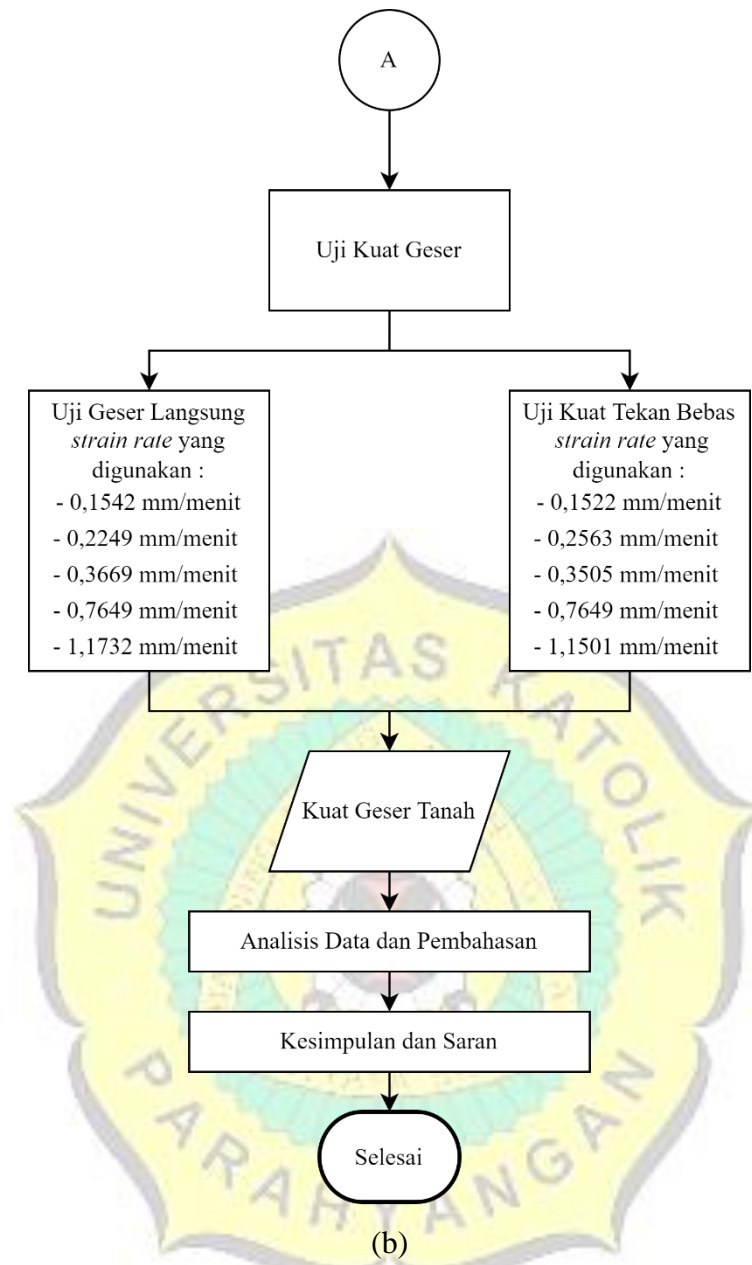 A
Uji Kuat Geser
Uji Geser Langsung
strain rate yang
digunakan :
- 0,1542 mm/menit
- 0,2249 mm/menit
- 0,3669 mm/menit
- 0,7649 mm/menit
- 1,1732 mm/menit
Uji Kuat Tekan Bebas
strain rate yang
digunakan :
- 0,1522 mm/menit
- 0,2563 mm/menit
- 0,3505 mm/menit
- 0,7649 mm/menit
- 1,1501 mm/menit
Kuat Geser Tanah
Analisis Data dan Pembahasan
Kesimpulan dan Saran
Selesai
(b)
UNIVERSITAS KATOLIK
PARAHYANGAN